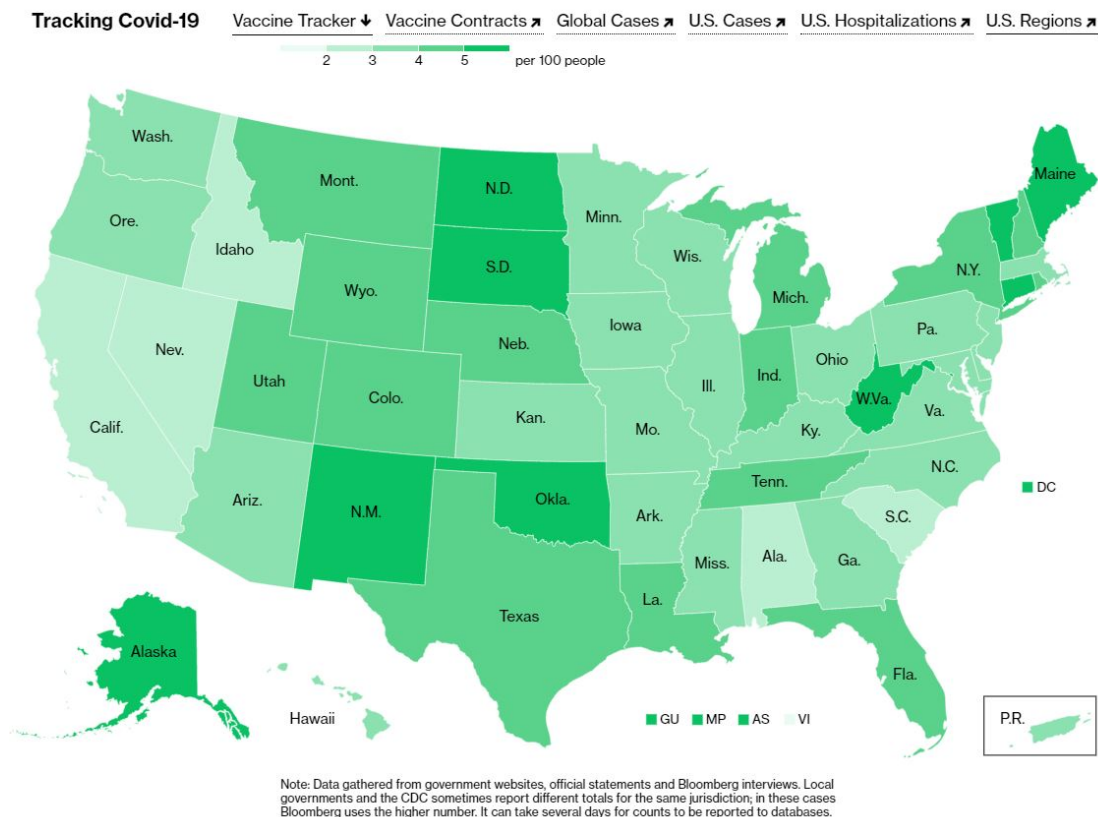 Tracking Covid-19 Vaccine Tracker ↓ Vaccine Contracts ↗ Global Cases ↗ U.S. Cases ↗ U.S. Hospitalizations ↗ U.S. Regions ↗
2 3 4 5 per 100 people
Wash.
Mont.
N.D.
Minn.
Maine
Ore.
Idaho
S.D.
Wis.
N.Y.
Wyo.
Mich.
Iowa
Pa.
Neb.
Nev.
Ohio
Utah
Colo.
Ill.
Ind.
W.Va.
Va.
Calif.
Kan.
Mo.
Ky.
N.C.
Tenn.
DC
Ariz.
N.M.
Okla.
Ark.
S.C.
Miss.
Ala.
Ga.
La.
Texas
Alaska
Fla.
Hawaii
GU MP AS VI
P.R.
Note: Data gathered from government websites, official statements and Bloomberg interviews. Local
governments and the CDC sometimes report different totals for the same jurisdiction; in these cases
Bloomberg uses the higher number. It can take several days for counts to be reported to databases.